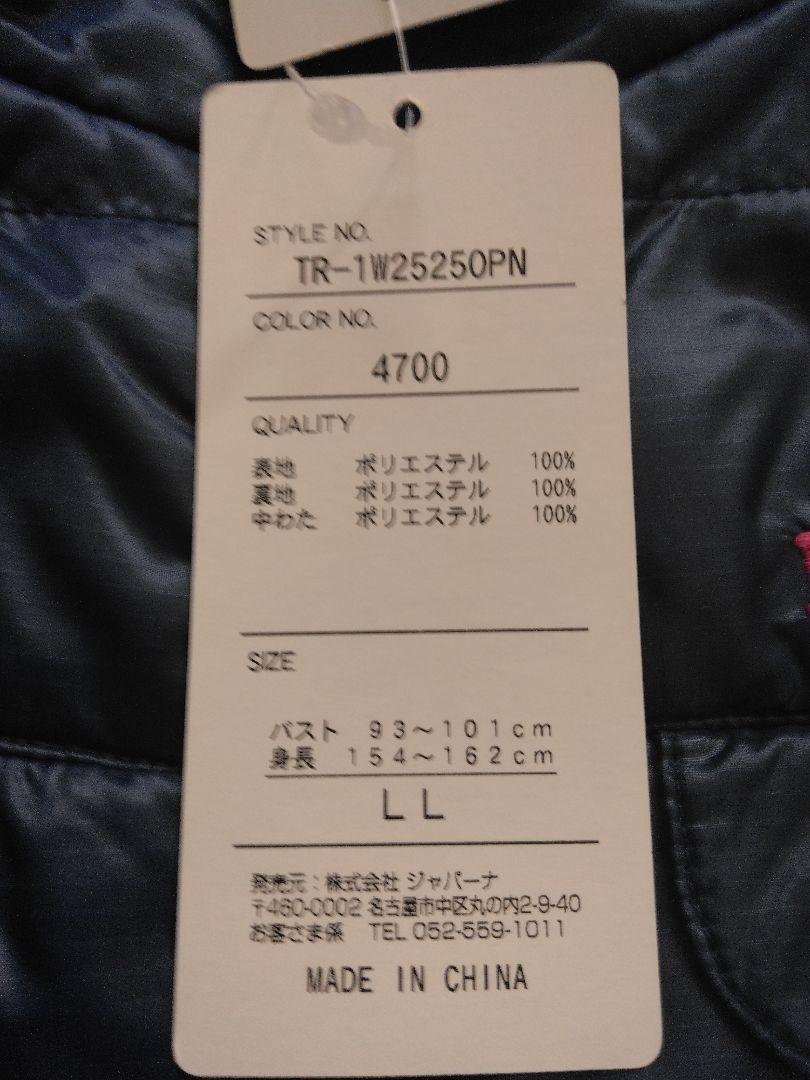 STYLE NO.
TR-1W2525OPN
COLOR NO.
4700
QUALITY
表地 ポリエステル 100%
裏地 ポリエステル 100%
中わた ポリエステル 100%
SIZE
バスト 93～101cm
身長 154～162cm
LL
発売元：株式会社 ジャパーナ
〒460-0002 名古屋市中区丸の内2-9-40
お客さま係 TEL 052-559-1011
MADE IN CHINA